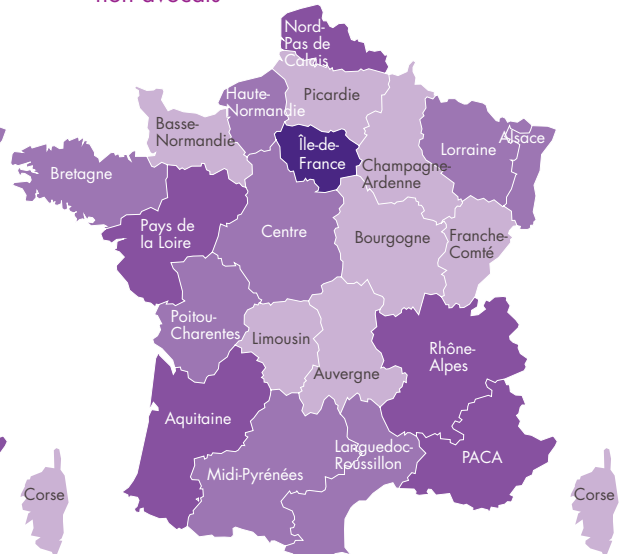 non avocats
Nord-
Pas de
Calais
Haute-
Normandie
Picardie
Basse-
Normandie
Île-de-
France
Champagne-
Ardenne
Lorraine
Alsace
Bretagne
Pays de
la Loire
Centre
Bourgogne
Franche-
Comté
Poitou-
Charentes
Limousin
Auvergne
Rhône-
Alpes
Aquitaine
Midi-Pyrénées
Languedoc-
Roussillon
PACA
Corse
Corse